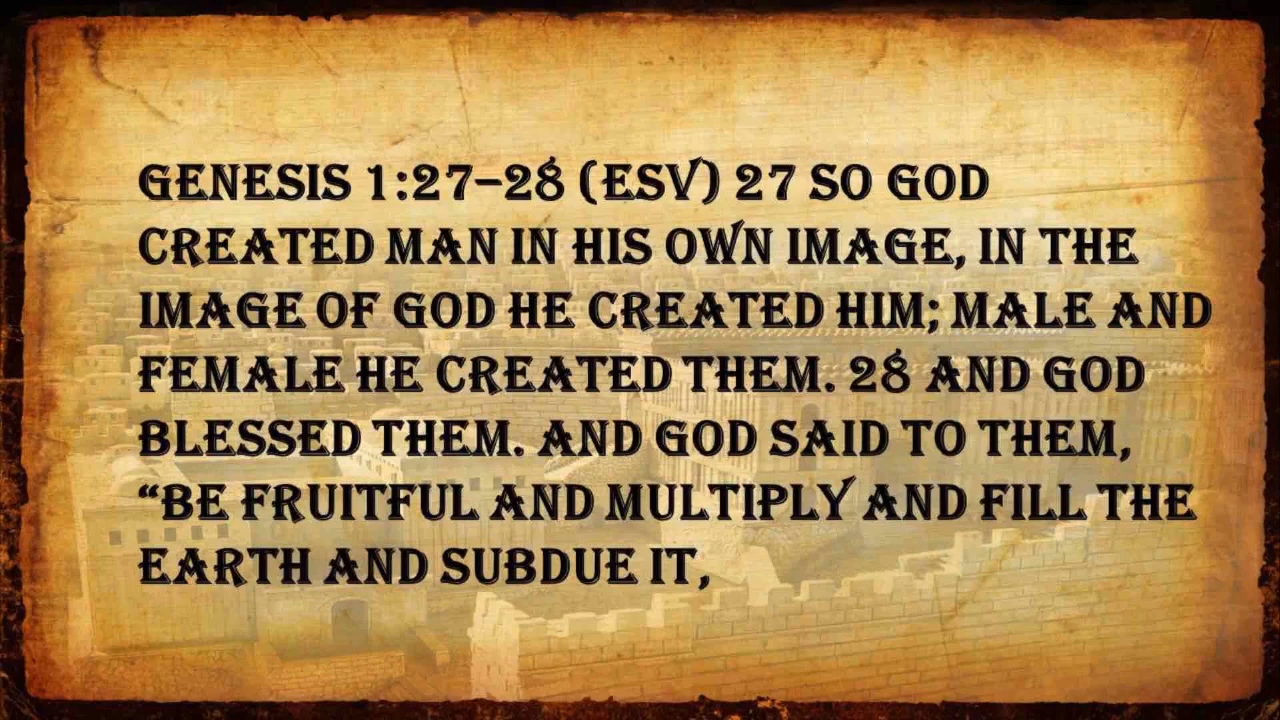 GENESIS 1:27–28 (ESV) 27 SO GOD
CREATED MAN IN HIS OWN IMAGE, IN THE
IMAGE OF GOD HE CREATED HIM; MALE AND
FEMALE HE CREATED THEM. 28 AND GOD
BLESSED THEM. AND GOD SAID TO THEM,
“BE FRUITFUL AND MULTIPLY AND FILL THE
EARTH AND SUBDUE IT,